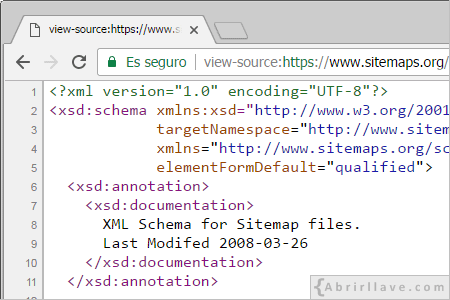 view-source:https://www.s
Es seguro | view-source:https://www.sitemaps.org/
1 <?xml version="1.0" encoding="UTF-8"?>
2 <xsd:schema xmlns:xsd="http://www.w3.org/2001
3 targetNamespace="http://www.sitem
4 xmlns="http://www.sitemaps.org/sc
5 elementFormDefault="qualified">
6 <xsd:annotation>
7 <xsd:documentation>
8 XML Schema for Sitemap files.
9 Last Modifed 2008-03-26
10 </xsd:documentation>
11 </xsd:annotation>
{Abrirllave.com